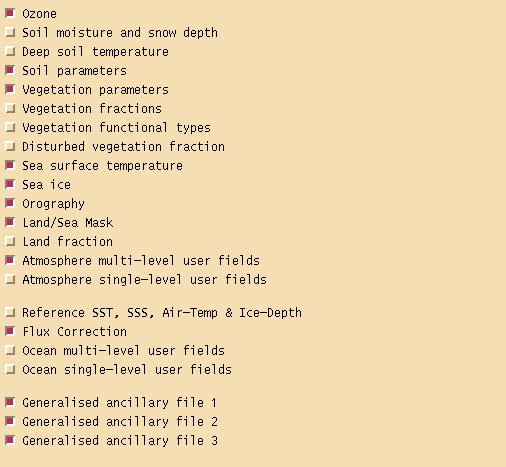 Ozone
Soil moisture and snow depth
Deep soil temperature
Soil parameters
Vegetation parameters
Vegetation fractions
Vegetation functional types
Disturbed vegetation fraction
Sea surface temperature
Sea ice
Orography
Land/Sea Mask
Land fraction
Atmosphere multi-level user fields
Atmosphere single-level user fields
Reference SST, SSS, Air-Temp & Ice-Depth
Flux Correction
Ocean multi-level user fields
Ocean single-level user fields
Generalised ancillary file 1
Generalised ancillary file 2
Generalised ancillary file 3